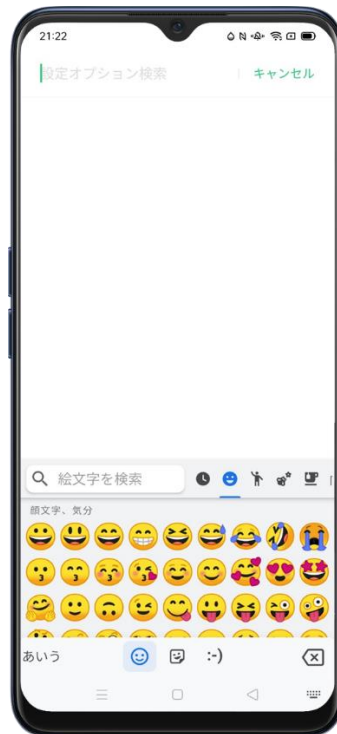 21:22
設定オプション検索 キャンセル
絵文字を検索
顔文字、気分
あいう :-)